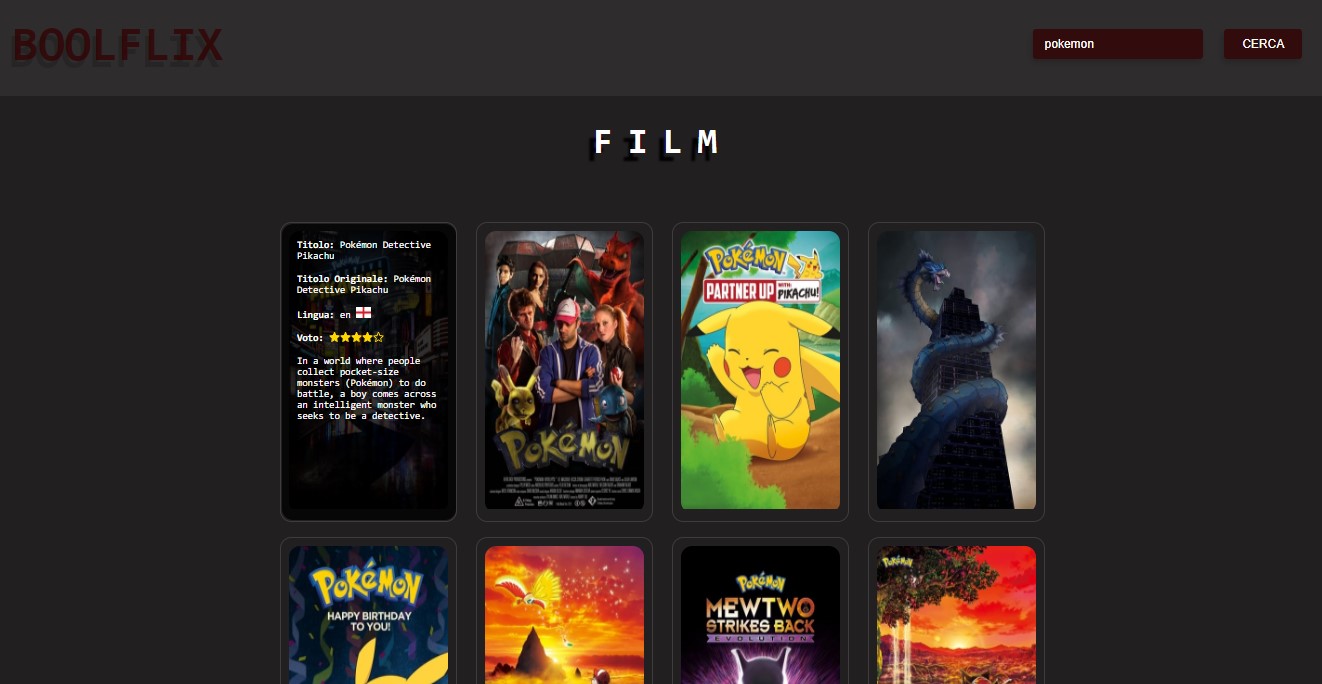 BOOLFLIX
pokemon
CERCA
FILM
Titolo: Pokémon Detective
Pikachu
Titolo Originale: Pokémon
Detective Pikachu
Lingua: en
Voto:
In a world where people
collect pocket-size
monsters (Pokémon) to do
battle, a boy comes across
an intelligent monster who
seeks to be a detective.
POKéMON
POKéMON
PARTNER UP WITH PIKACHU!
POKéMON
HAPPY BIRTHDAY
TO YOU!
POKéMON
MEWTWO
STRIKES BACK
EVOLUTION
POKéMON